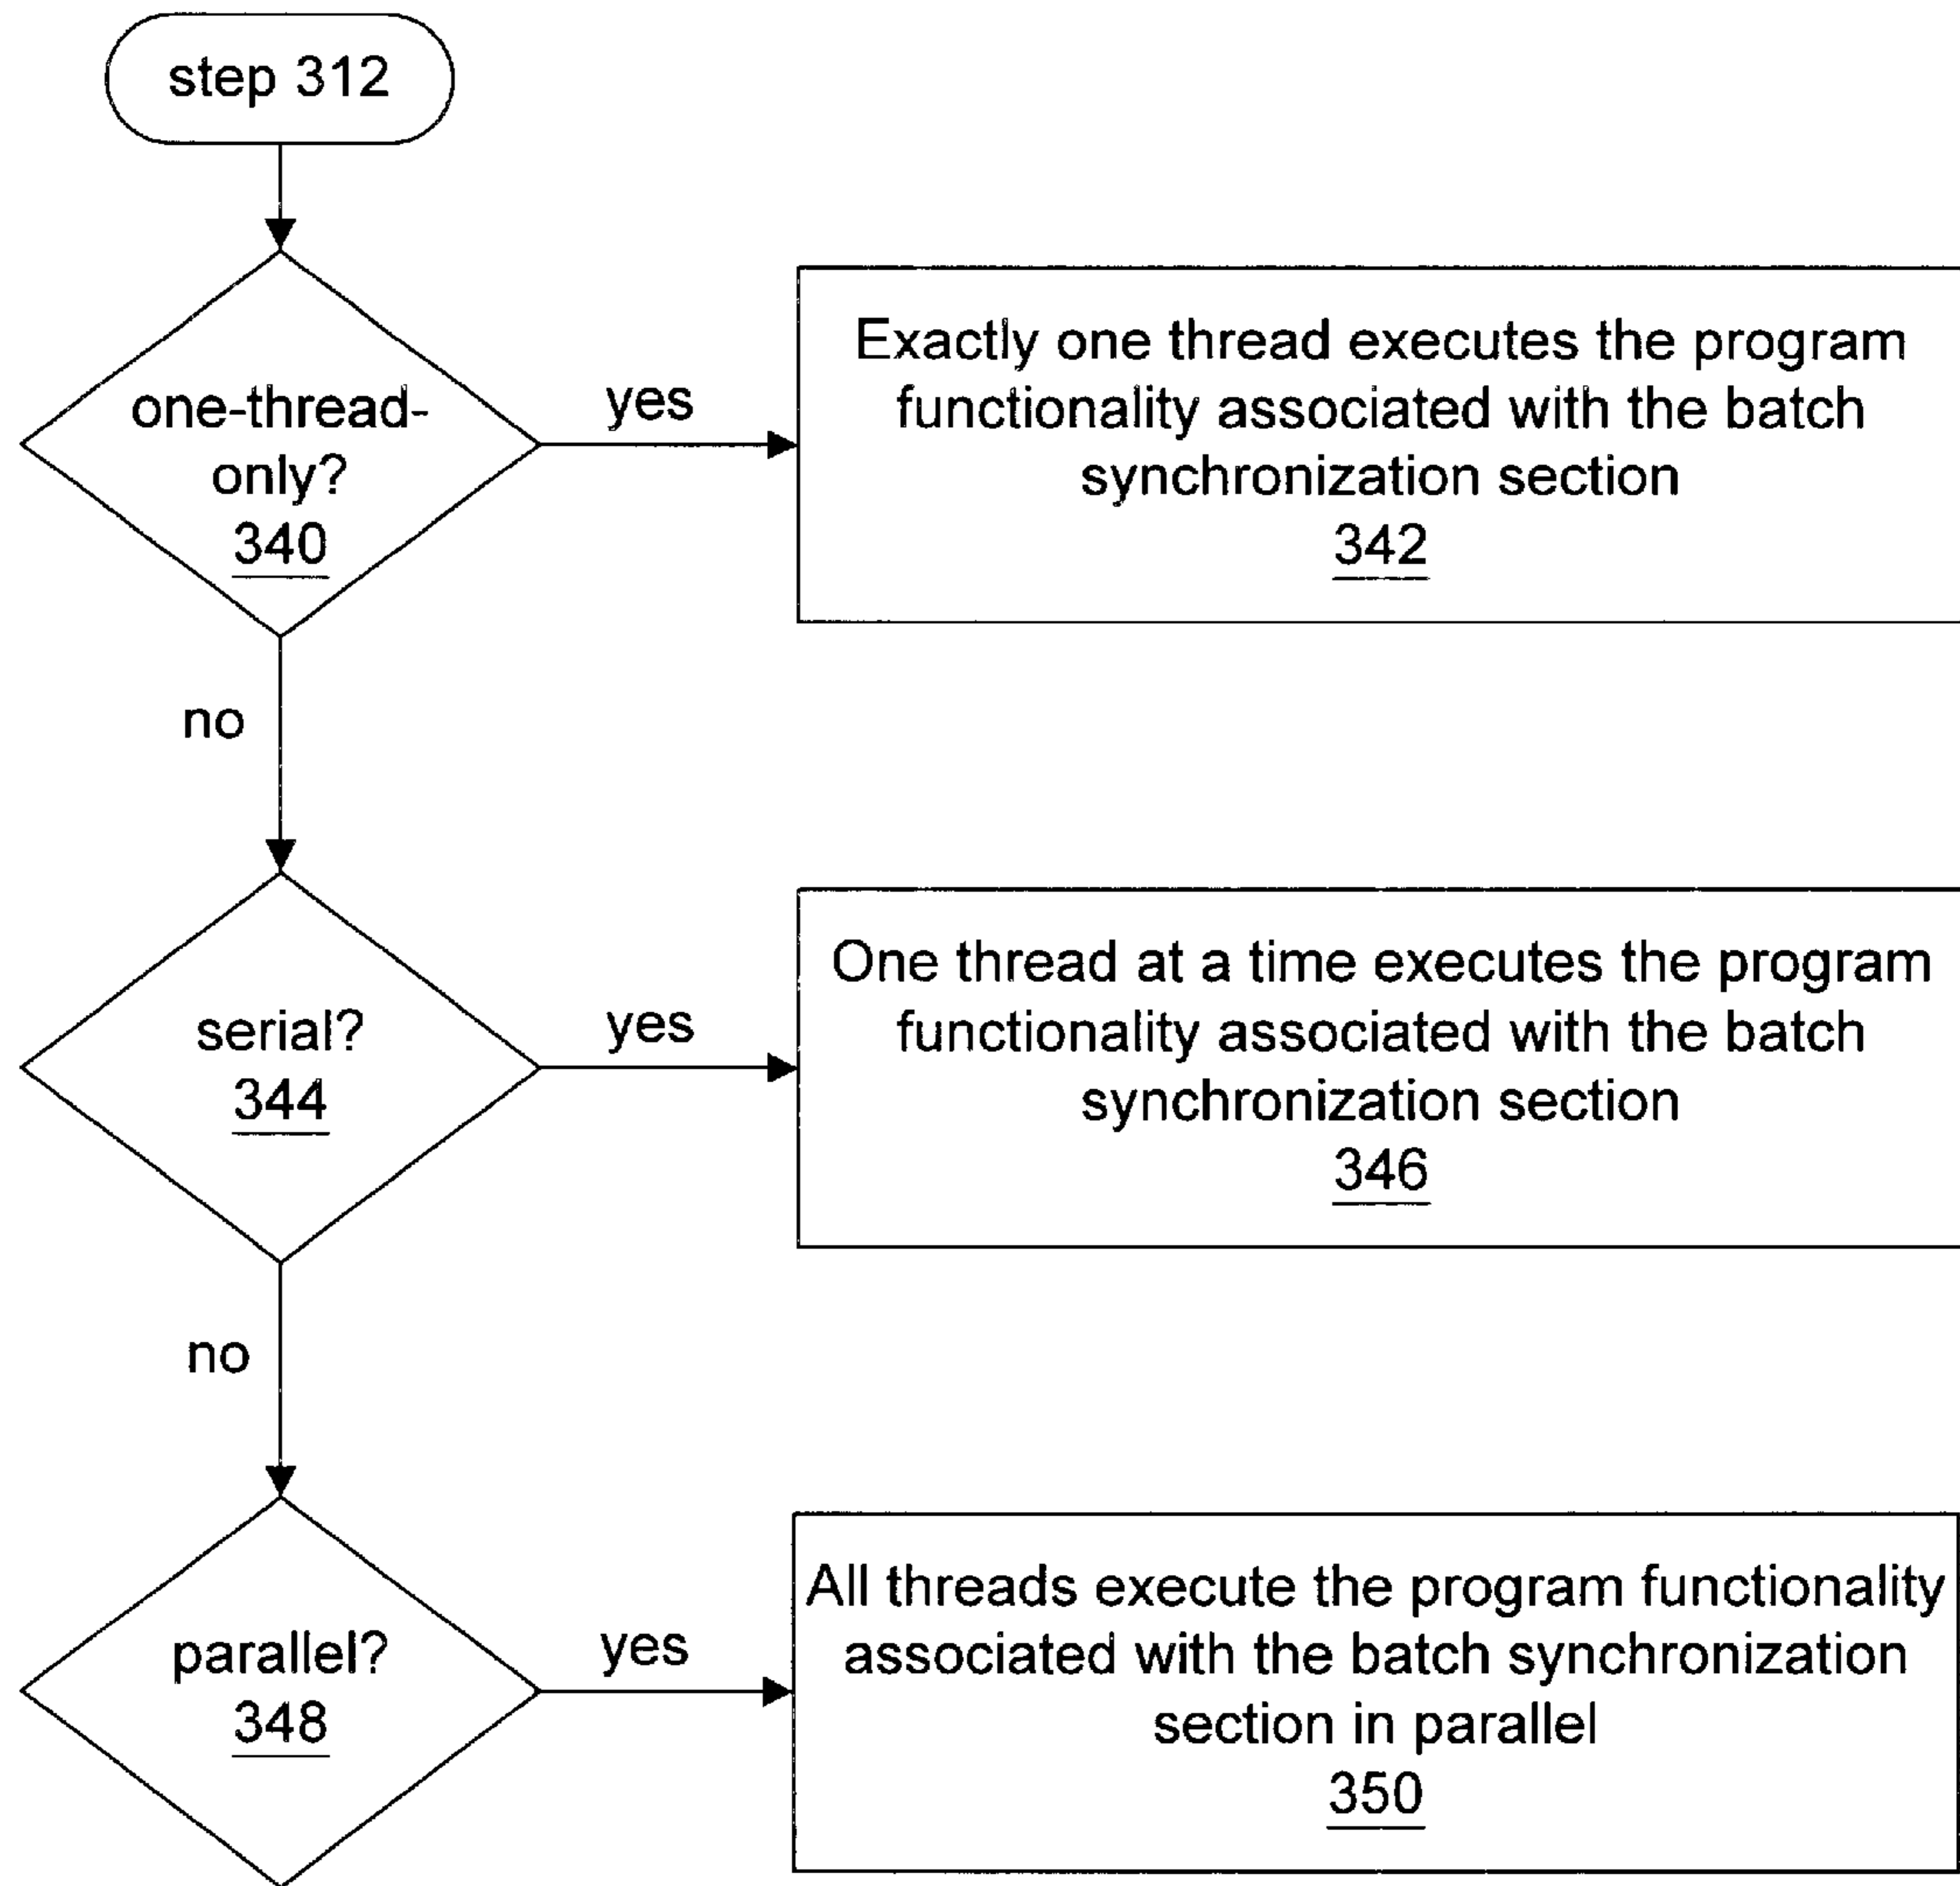 step 312
one-thread-
only?
340
yes
Exactly one thread executes the program
functionality associated with the batch
synchronization section
342
no
serial?
344
yes
One thread at a time executes the program
functionality associated with the batch
synchronization section
346
no
parallel?
348
yes
All threads execute the program functionality
associated with the batch synchronization
section in parallel
350